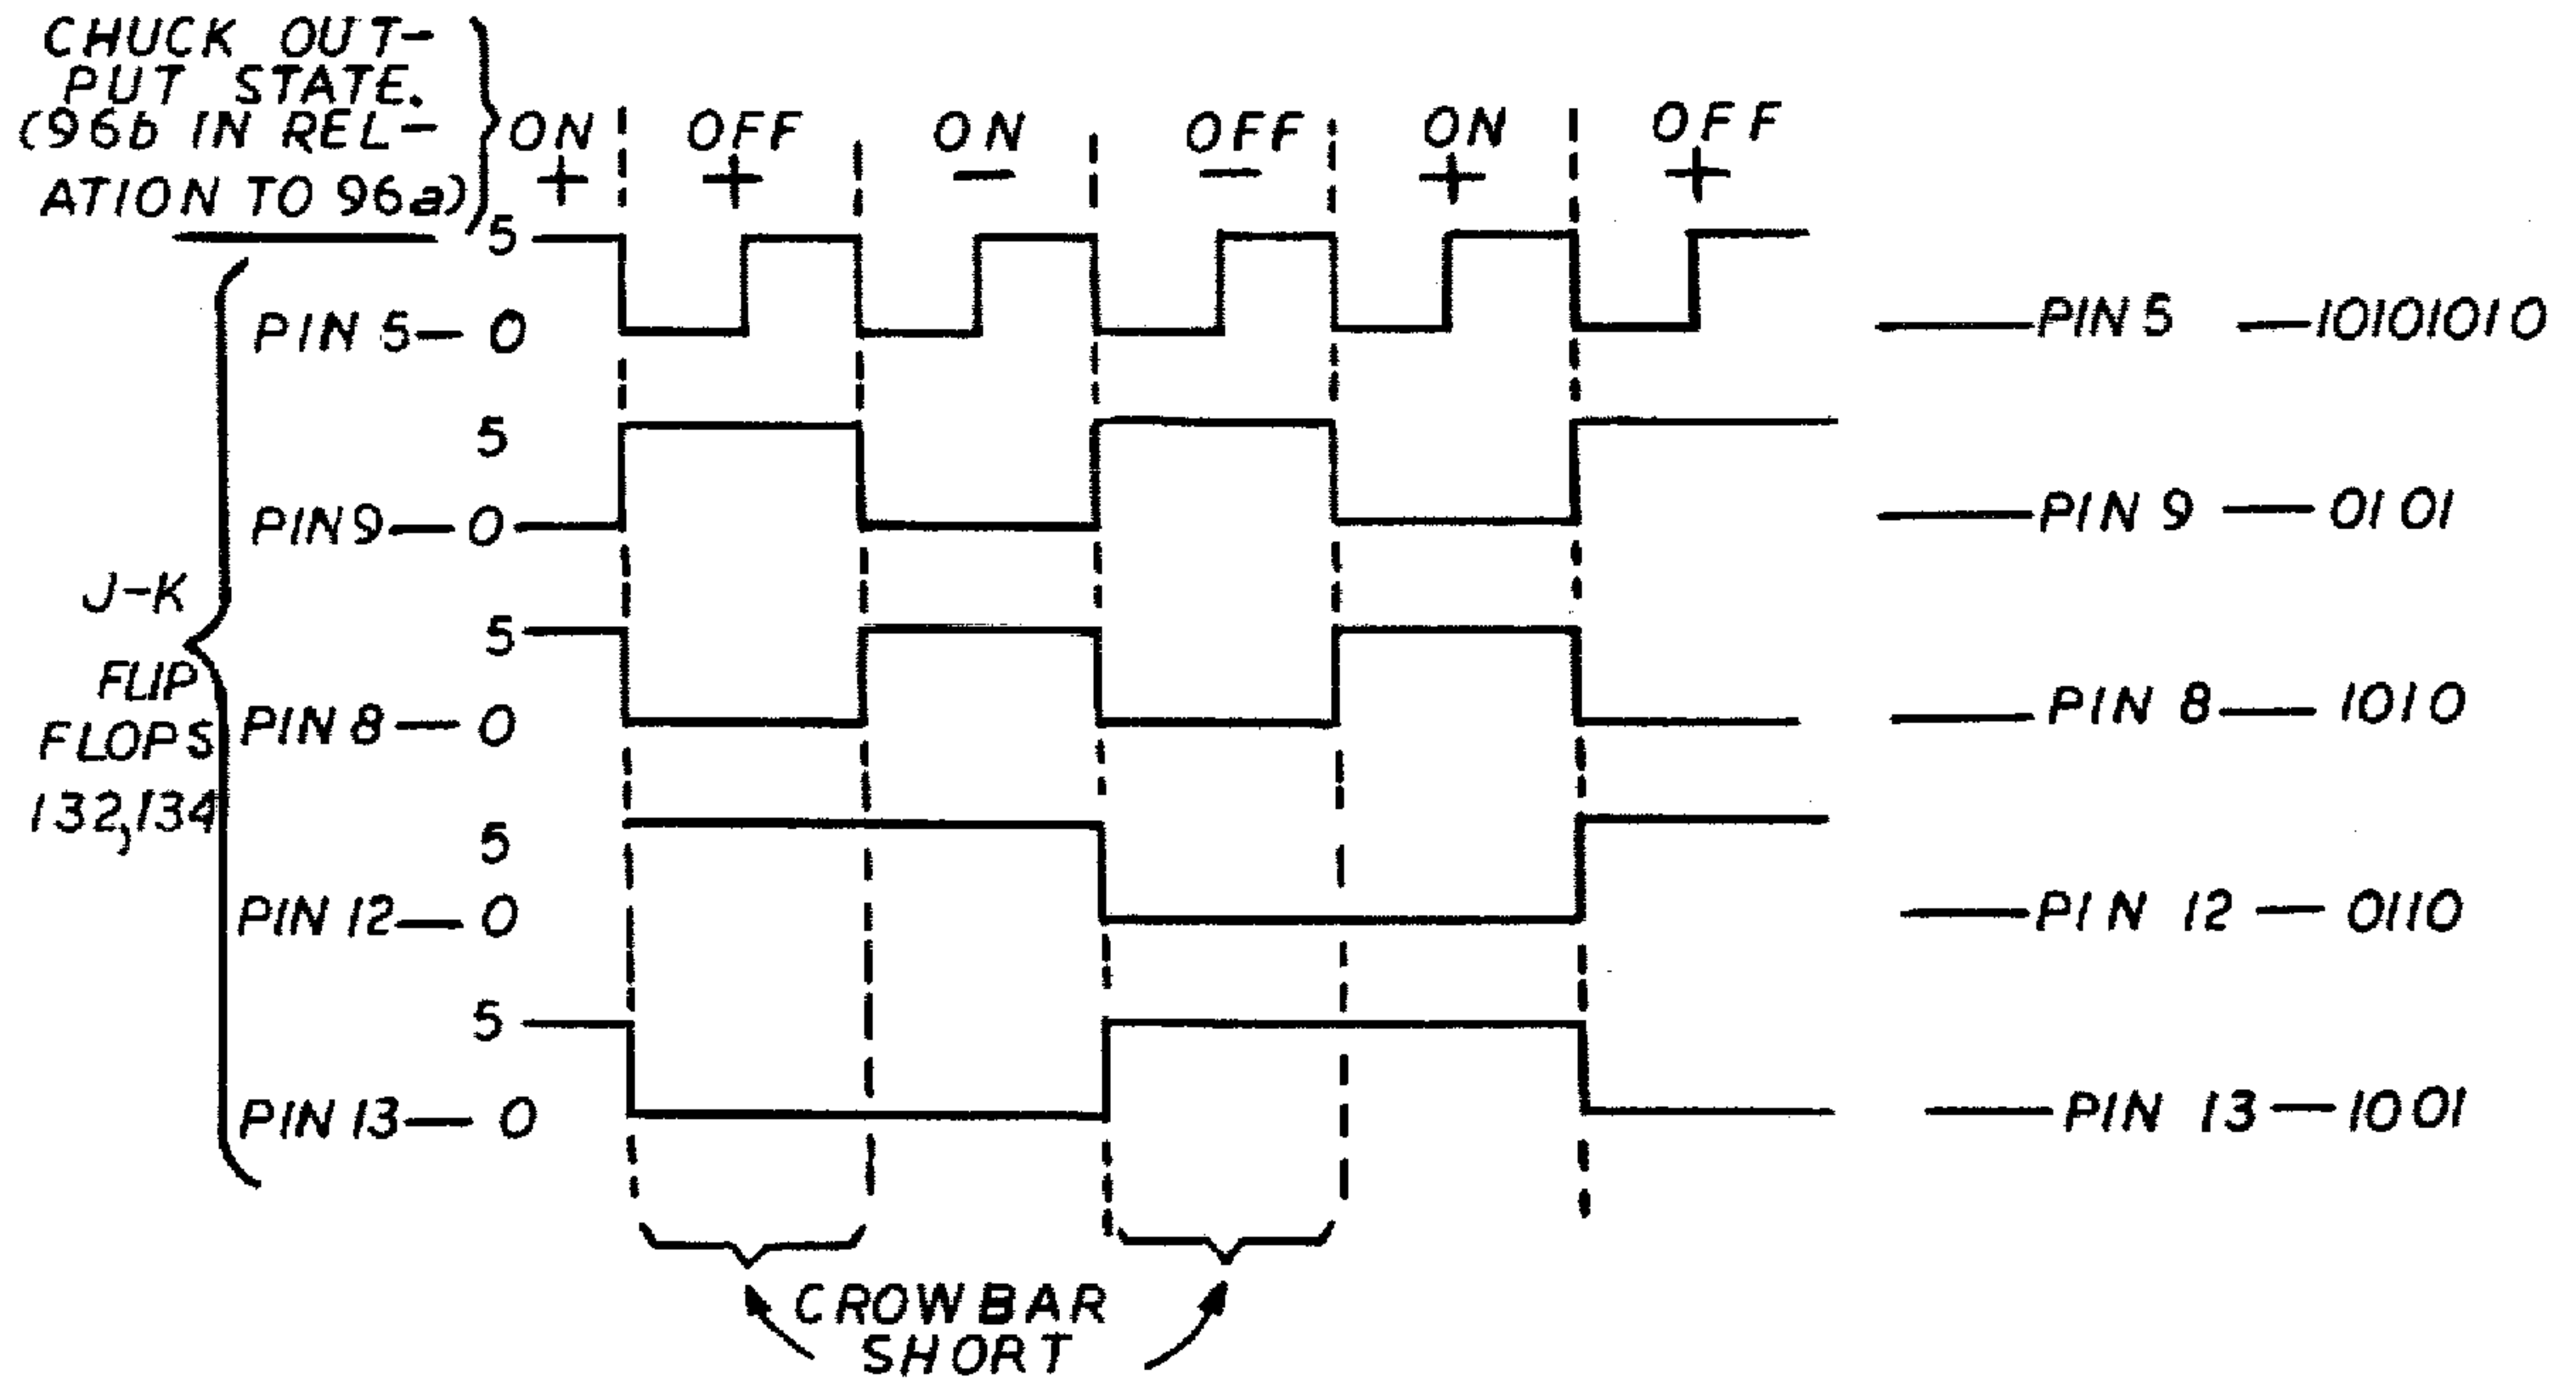 CHUCK OUT-
PUT STATE.
(96b IN REL-
ATION TO 96a)
ON OFF ON OFF ON OFF
+ + − − + +
5
PIN 5— 0 —PIN 5 —10101010
5
PIN 9— 0 —PIN 9 —0101
J-K
FLIP
FLOPS
132,134
5
PIN 8— 0 —PIN 8— 1010
5
PIN 12— 0 —PIN 12 — 0110
5
PIN 13— 0 —PIN 13—1001
CROWBAR
SHORT